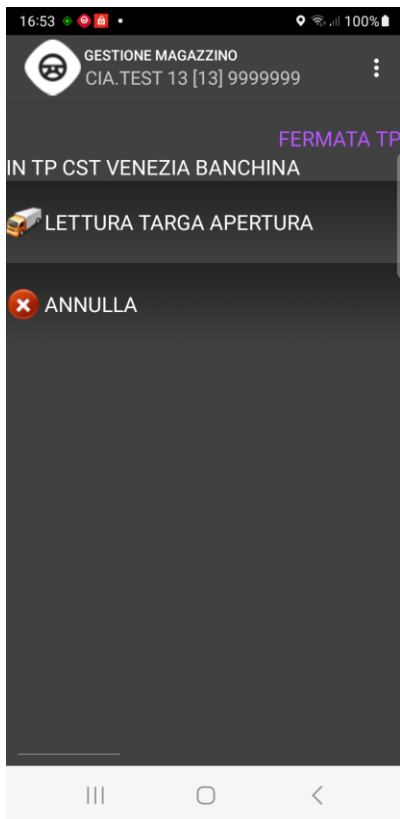 16:53 100%
GESTIONE MAGAZZINO
CIA.TEST 13 [13] 9999999
FERMATA TP
IN TP CST VENEZIA BANCHINA
LETTURA TARGA APERTURA
ANNULLA